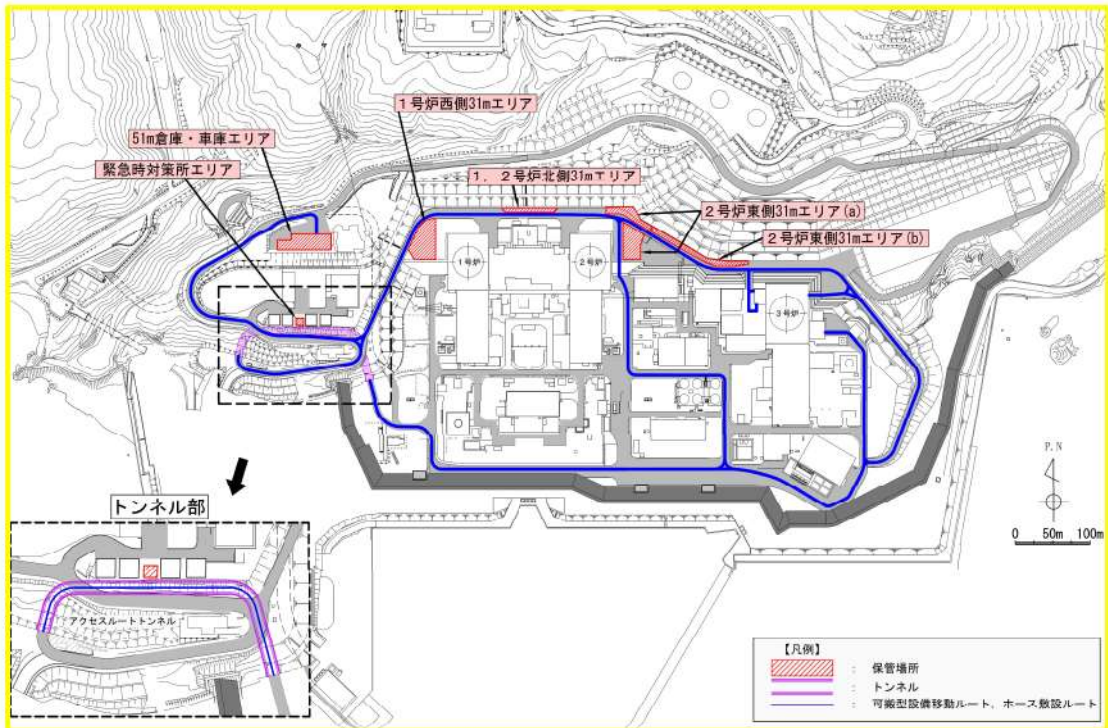 1号炉西側31mエリア
51m倉庫・車庫エリア
緊急時対策所エリア
1，2号炉北側31mエリア
2号炉東側31mエリア(a)
2号炉東側31mエリア(b)
1号炉
2号炉
3号炉
P.N
0 50m 100m
トンネル部
アクセスルートトンネル
【凡例】
: 保管場所
: トンネル
: 可搬型設備移動ルート，ホース敷設ルート